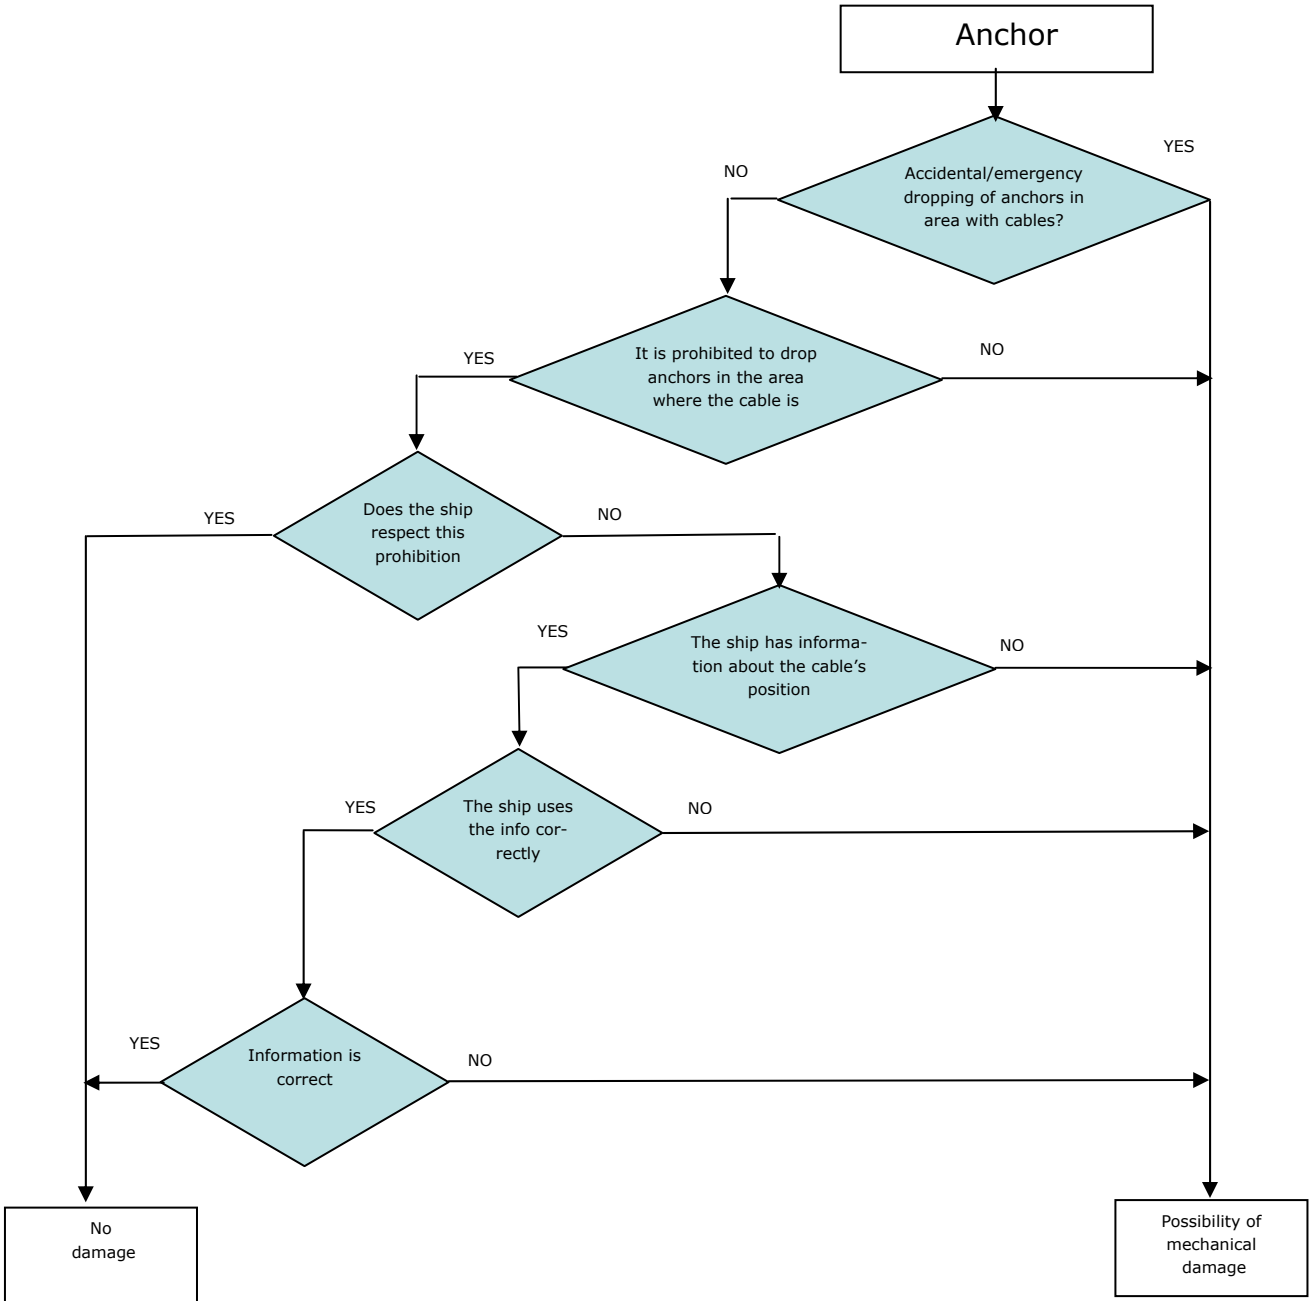 Anchor
YES
NO
Accidental/emergency
dropping of anchors in
area with cables?
YES
NO
It is prohibited to drop
anchors in the area
where the cable is
YES
NO
Does the ship
respect this
prohibition
YES
NO
The ship has informa-
tion about the cable’s
position
YES
NO
The ship uses
the info cor-
rectly
YES
NO
Information is
correct
No
damage
Possibility of
mechanical
damage